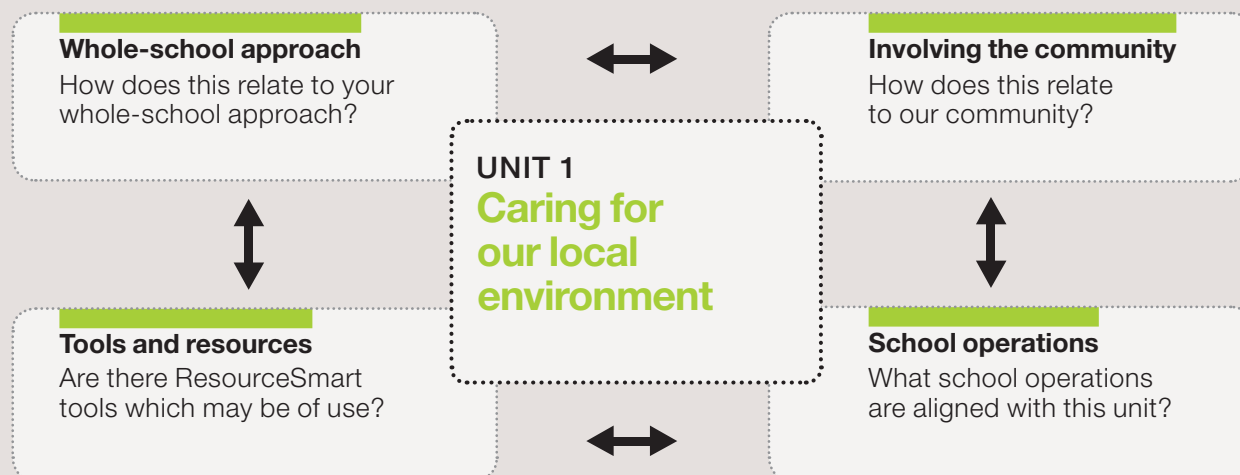 Whole-school approach
How does this relate to your
whole-school approach?
Involving the community
How does this relate
to our community?
UNIT 1
Caring for
our local
environment
Tools and resources
Are there ResourceSmart
tools which may be of use?
School operations
What school operations
are aligned with this unit?